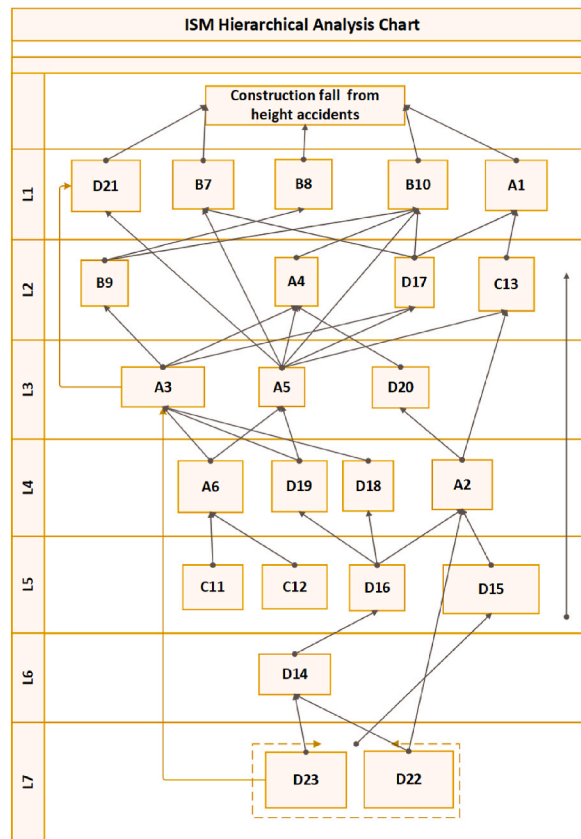 ISM Hierarchical Analysis Chart
Construction fall from
height accidents
L1
D21
B7
B8
B10
A1
L2
B9
A4
D17
C13
L3
A3
A5
D20
L4
A6
D19
D18
A2
L5
C11
C12
D16
D15
L6
D14
L7
D23
D22